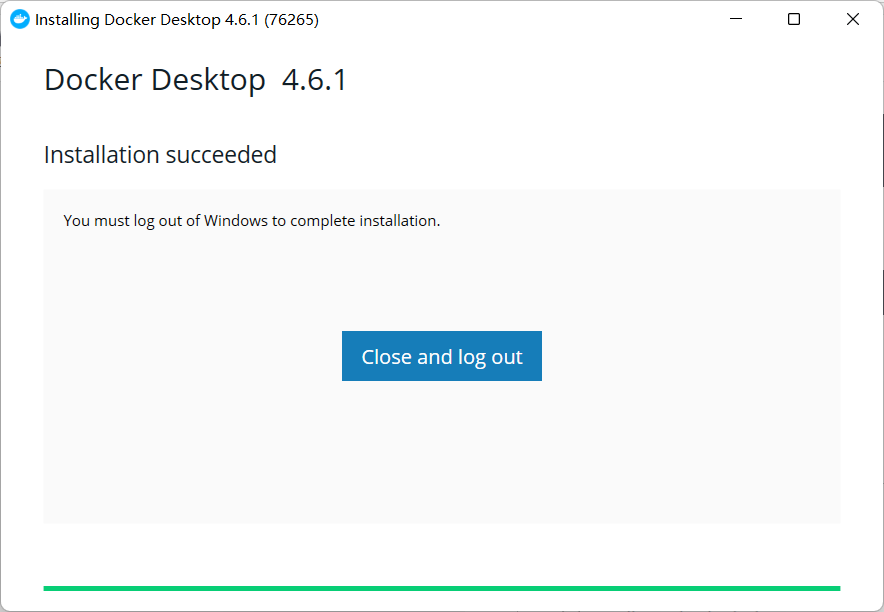 Installing Docker Desktop 4.6.1 (76265)
Docker Desktop 4.6.1
Installation succeeded
You must log out of Windows to complete installation.
Close and log out